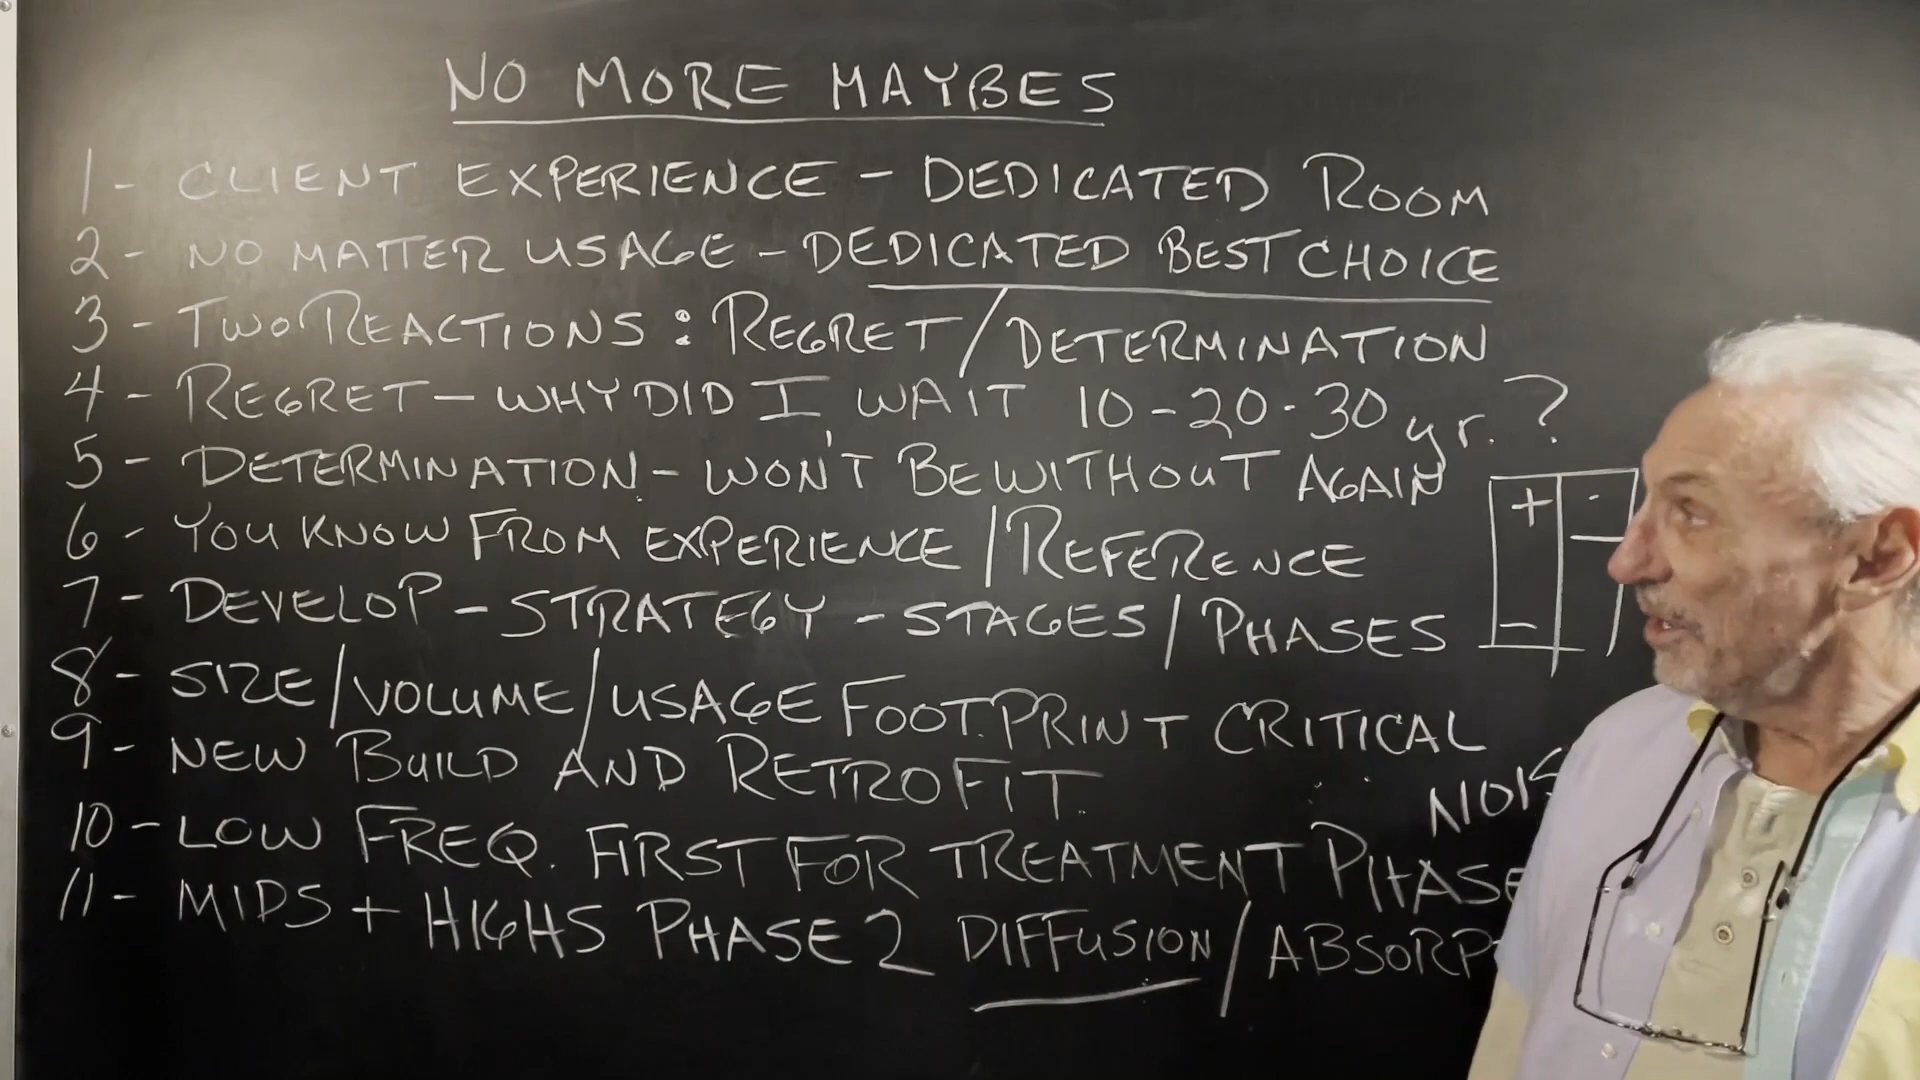 NO MORE MAYBES
1 - CLIENT EXPERIENCE - DEDICATED ROOM
2 - NO MATTER USAGE - DEDICATED BEST CHOICE
3 - TWO REACTIONS : REGRET / DETERMINATION
4 - REGRET - WHY DID I WAIT 10-20-30 yr. ?
5 - DETERMINATION - WON'T BE WITHOUT AGAIN
+ -
-
6 - YOU KNOW FROM EXPERIENCE / REFERENCE
7 - DEVELOP - STRATEGY - STAGES / PHASES
8 - SIZE / VOLUME / USAGE FOOTPRINT CRITICAL
9 - NEW BUILD AND RETROFIT.
10 - LOW FREQ. FIRST FOR TREATMENT PHASE
11 - MIDS + HIGHS PHASE 2 DIFFUSION / ABSORP